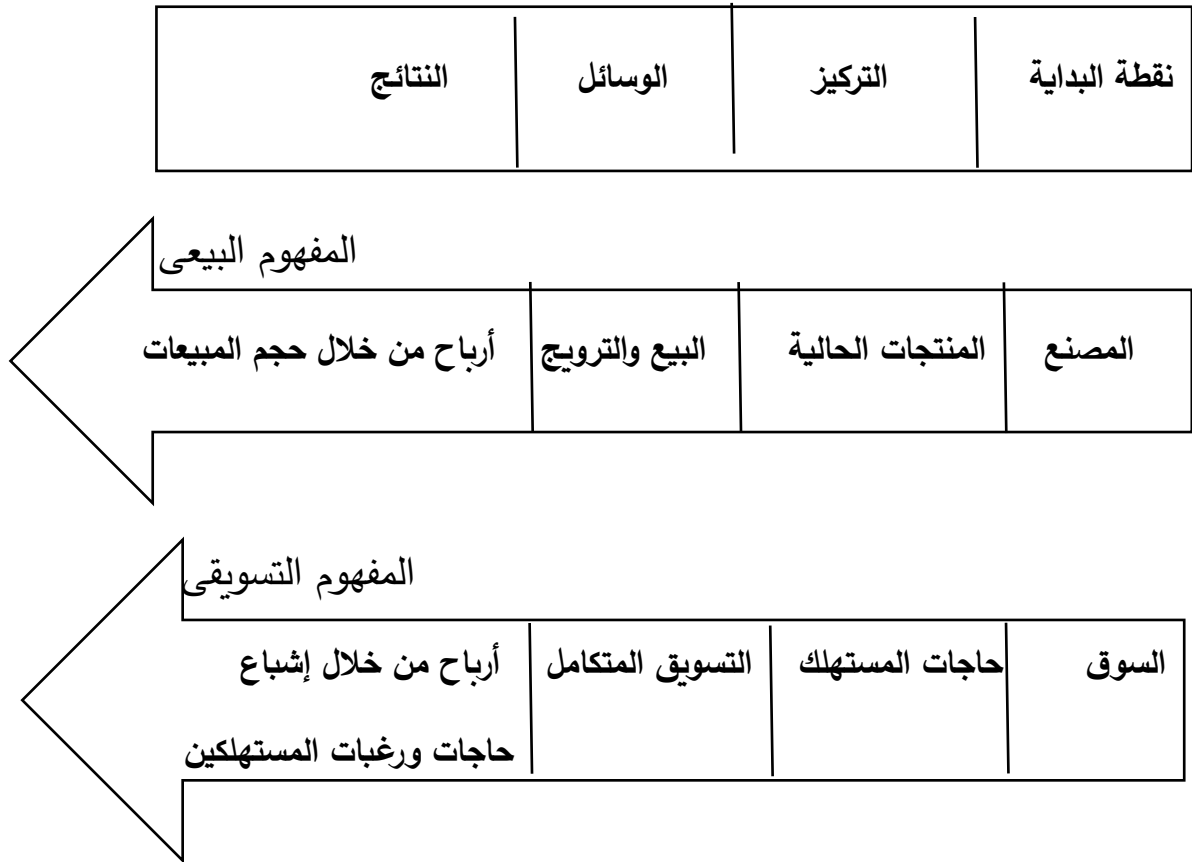 نقطة البداية التركيز الوسائل النتائج
المفهوم البيعى
المصنع المنتجات الحالية البيع والترويج أرباح من خلال حجم المبيعات
المفهوم التسويقى
السوق حاجات المستهلك التسويق المتكامل أرباح من خلال إشباع
حاجات ورغبات المستهلكين